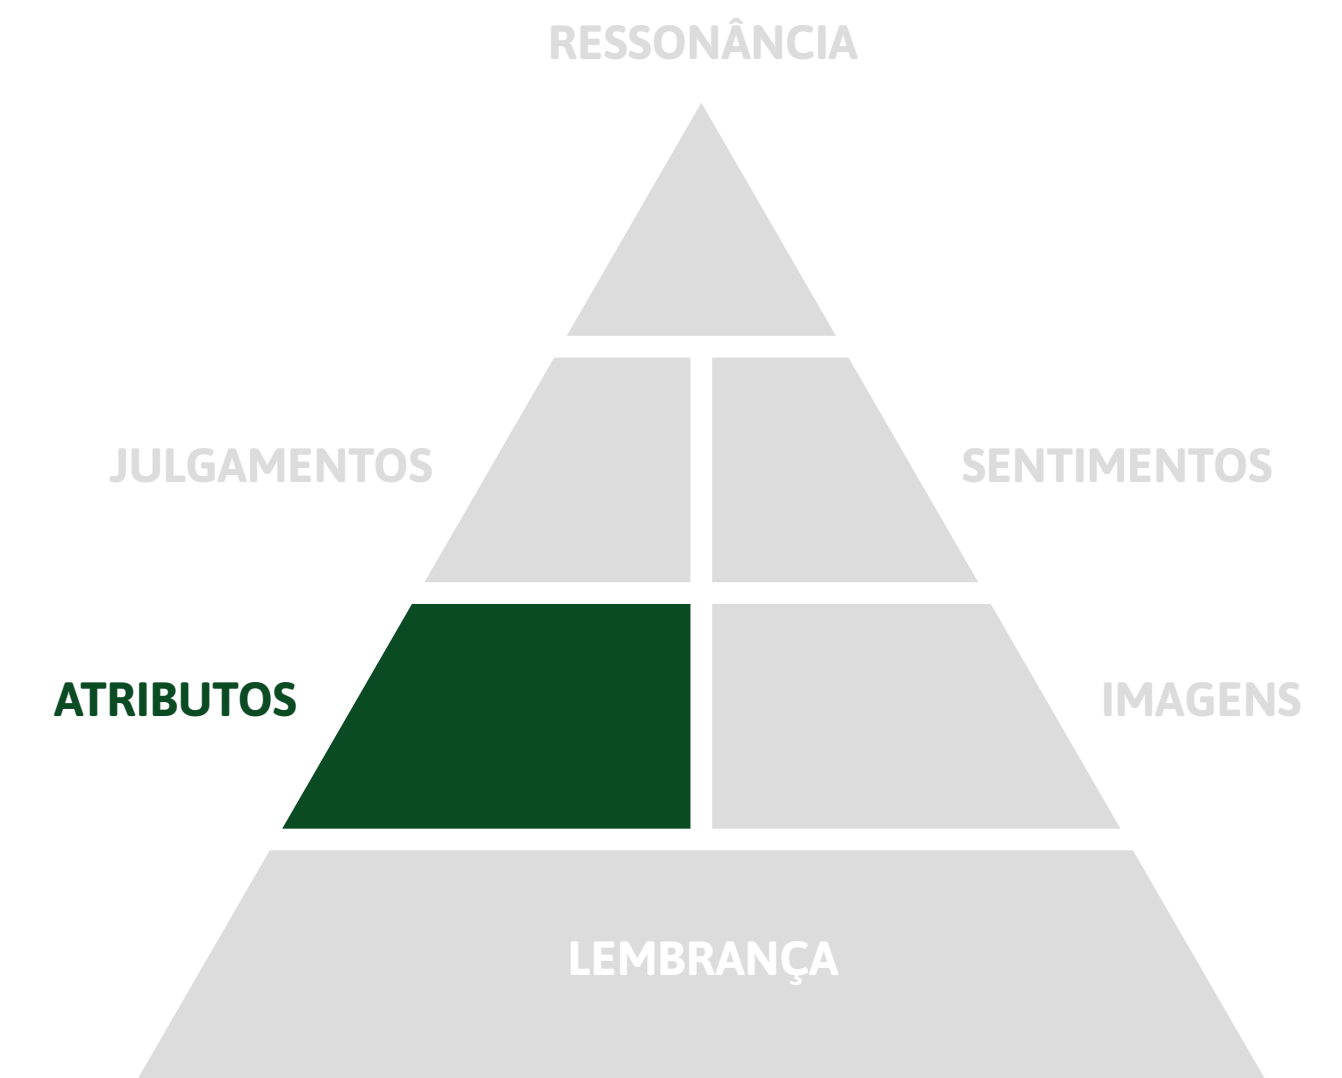 RESSONÂNCIA
JULGAMENTOS
SENTIMENTOS
ATRIBUTOS
IMAGENS
LEMBRANÇA